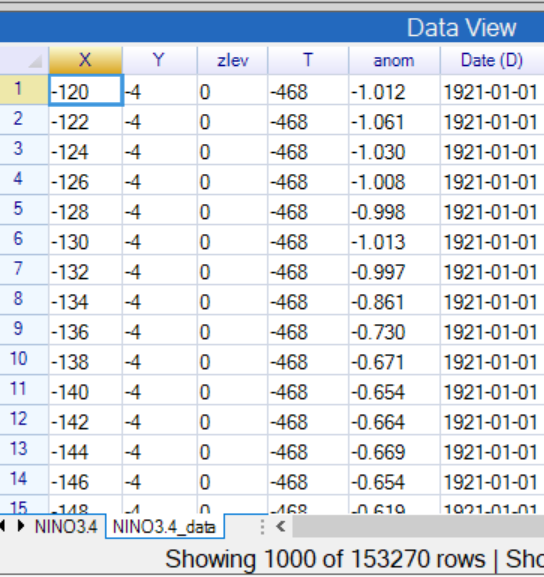 Data View
X Y zlev T anom Date (D)
1 -120 -4 0 -468 -1.012 1921-01-01
2 -122 -4 0 -468 -1.061 1921-01-01
3 -124 -4 0 -468 -1.030 1921-01-01
4 -126 -4 0 -468 -1.008 1921-01-01
5 -128 -4 0 -468 -0.998 1921-01-01
6 -130 -4 0 -468 -1.013 1921-01-01
7 -132 -4 0 -468 -0.997 1921-01-01
8 -134 -4 0 -468 -0.861 1921-01-01
9 -136 -4 0 -468 -0.730 1921-01-01
10 -138 -4 0 -468 -0.671 1921-01-01
11 -140 -4 0 -468 -0.654 1921-01-01
12 -142 -4 0 -468 -0.664 1921-01-01
13 -144 -4 0 -468 -0.669 1921-01-01
14 -146 -4 0 -468 -0.654 1921-01-01
15 -148 -4 0 -468 -0.619 1921-01-01
NINO3.4 NINO3.4_data
Showing 1000 of 153270 rows | Sho